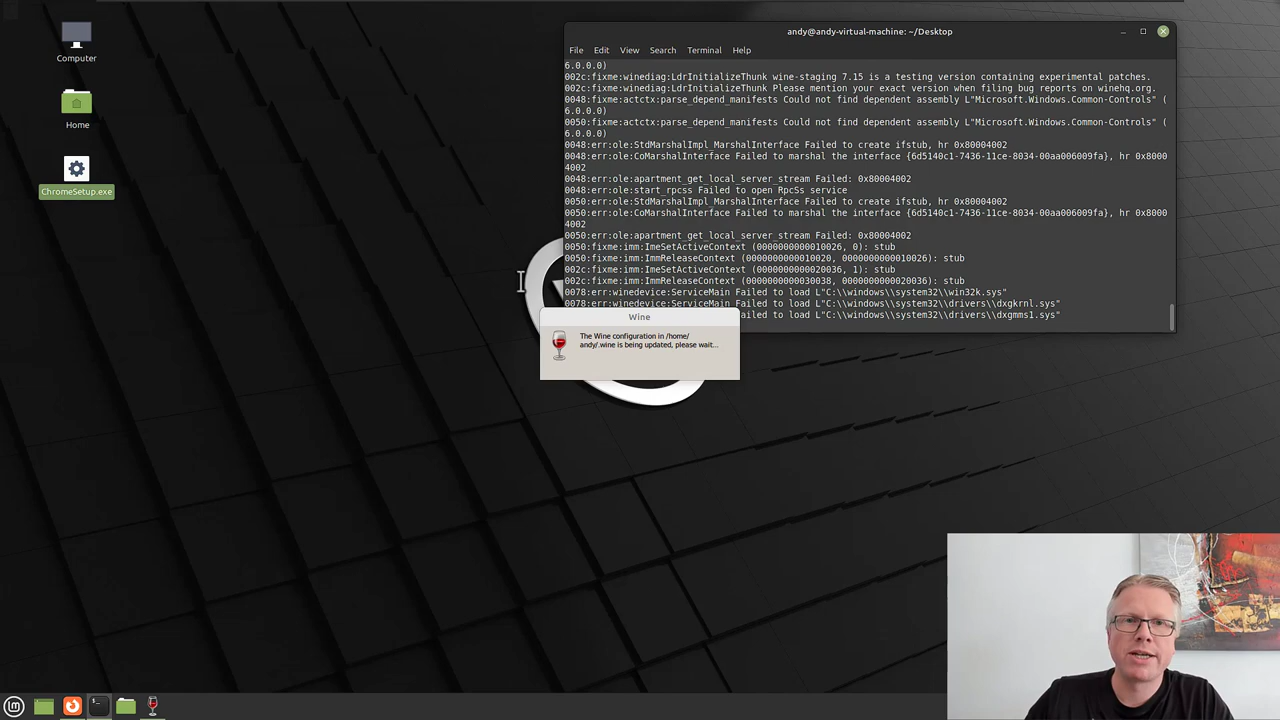 Computer
Home
ChromeSetup.exe
andy@andy-virtual-machine: ~/Desktop
File Edit View Search Terminal Help
6.0.0.0)
002c:fixme:winediag:LdrInitializeThunk wine-staging 7.15 is a testing version containing experimental patches.
002c:fixme:winediag:LdrInitializeThunk Please mention your exact version when filing bug reports on winehq.org.
0048:fixme:actctx:parse_depend_manifests Could not find dependent assembly L"Microsoft.Windows.Common-Controls" (
6.0.0.0)
0050:fixme:actctx:parse_depend_manifests Could not find dependent assembly L"Microsoft.Windows.Common-Controls" (
6.0.0.0)
0048:err:ole:StdMarshalImpl_MarshalInterface Failed to create ifstub, hr 0x80004002
0048:err:ole:CoMarshalInterface Failed to marshal the interface {6d5140c1-7436-11ce-8034-00aa006009fa}, hr 0x8000
4002
0048:err:ole:apartment_get_local_server_stream Failed: 0x80004002
0048:err:ole:start_rpcss Failed to open RpcSs service
0050:err:ole:StdMarshalImpl_MarshalInterface Failed to create ifstub, hr 0x80004002
0050:err:ole:CoMarshalInterface Failed to marshal the interface {6d5140c1-7436-11ce-8034-00aa006009fa}, hr 0x8000
4002
0050:err:ole:apartment_get_local_server_stream Failed: 0x80004002
0050:fixme:imm:ImeSetActiveContext (0000000000010026, 0): stub
0050:fixme:imm:ImmReleaseContext (0000000000010020, 0000000000010026): stub
002c:fixme:imm:ImeSetActiveContext (0000000000020036, 1): stub
002c:fixme:imm:ImmReleaseContext (0000000000030038, 0000000000020036): stub
0078:err:winedevice:ServiceMain Failed to load L"C:\\windows\\system32\\win32k.sys"
0078:err:winedevice:ServiceMain Failed to load L"C:\\windows\\system32\\drivers\\dxgkrnl.sys"
ailed to load L"C:\\windows\\system32\\drivers\\dxgmms1.sys"
Wine
The Wine configuration in /home/
andy/.wine is being updated, please wait...